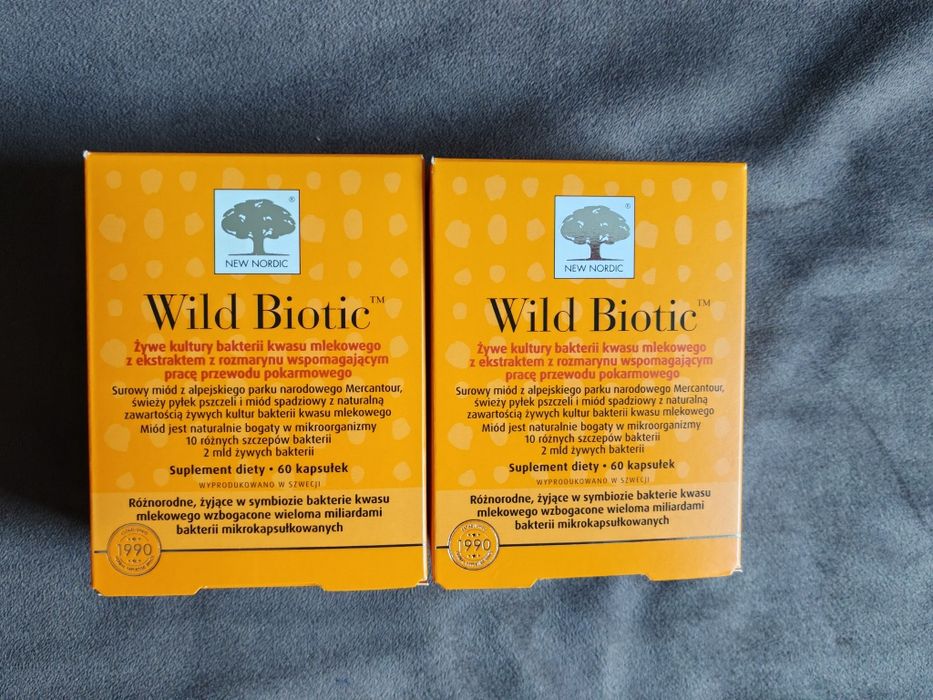 ®
NEW NORDIC
Wild Biotic™
Żywe kultury bakterii kwasu mlekowego
z ekstraktem z rozmarynu wspomagającym
pracę przewodu pokarmowego
Surowy miód z alpejskiego parku narodowego Mercantour,
świeży pyłek pszczeli i miód spadziowy z naturalną
zawartością żywych kultur bakterii kwasu mlekowego
Miód jest naturalnie bogaty w mikroorganizmy
10 różnych szczepów bakterii
2 mld żywych bakterii
Suplement diety • 60 kapsułek
WYPRODUKOWANO W SZWECJI
Różnorodne, żyjące w symbiozie bakterie kwasu
mlekowego wzbogacone wieloma miliardami
bakterii mikrokapsułkowanych
1990
®
NEW NORDIC
Wild Biotic™
Żywe kultury bakterii kwasu mlekowego
z ekstraktem z rozmarynu wspomagającym
pracę przewodu pokarmowego
Surowy miód z alpejskiego parku narodowego Mercantour,
świeży pyłek pszczeli i miód spadziowy z naturalną
zawartością żywych kultur bakterii kwasu mlekowego
Miód jest naturalnie bogaty w mikroorganizmy
10 różnych szczepów bakterii
2 mld żywych bakterii
Suplement diety • 60 kapsułek
WYPRODUKOWANO W SZWECJI
Różnorodne, żyjące w symbiozie bakterie kwasu
mlekowego wzbogacone wieloma miliardami
bakterii mikrokapsułkowanych
1990